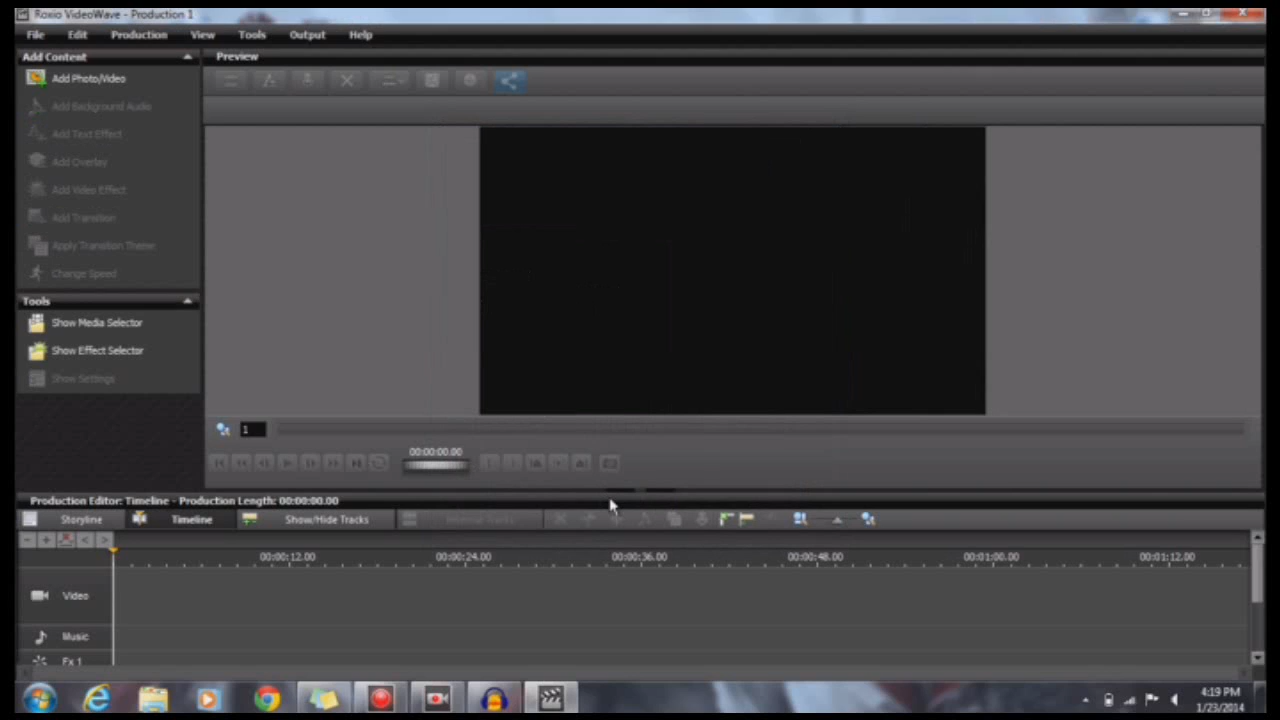 Roxio VideoWave - Production 1
File Edit Production View Tools Output Help
Add Content
Preview
Add Photo/Video
Add Background Audio
Add Text Effect
Add Overlay
Add Video Effect
Add Transition
Apply Transition Theme
Change Speed
Tools
Show Media Selector
Show Effect Selector
Show Settings
1
00:00:00.00
Production Editor: Timeline - Production Length: 00:00:00.00
Storyline Timeline Show/Hide Tracks Internal Tracks
00:00:12.00 00:00:24.00 00:00:36.00 00:00:48.00 00:01:00.00 00:01:12.00
Video
Music
Fx 1
4:19 PM
1/23/2014